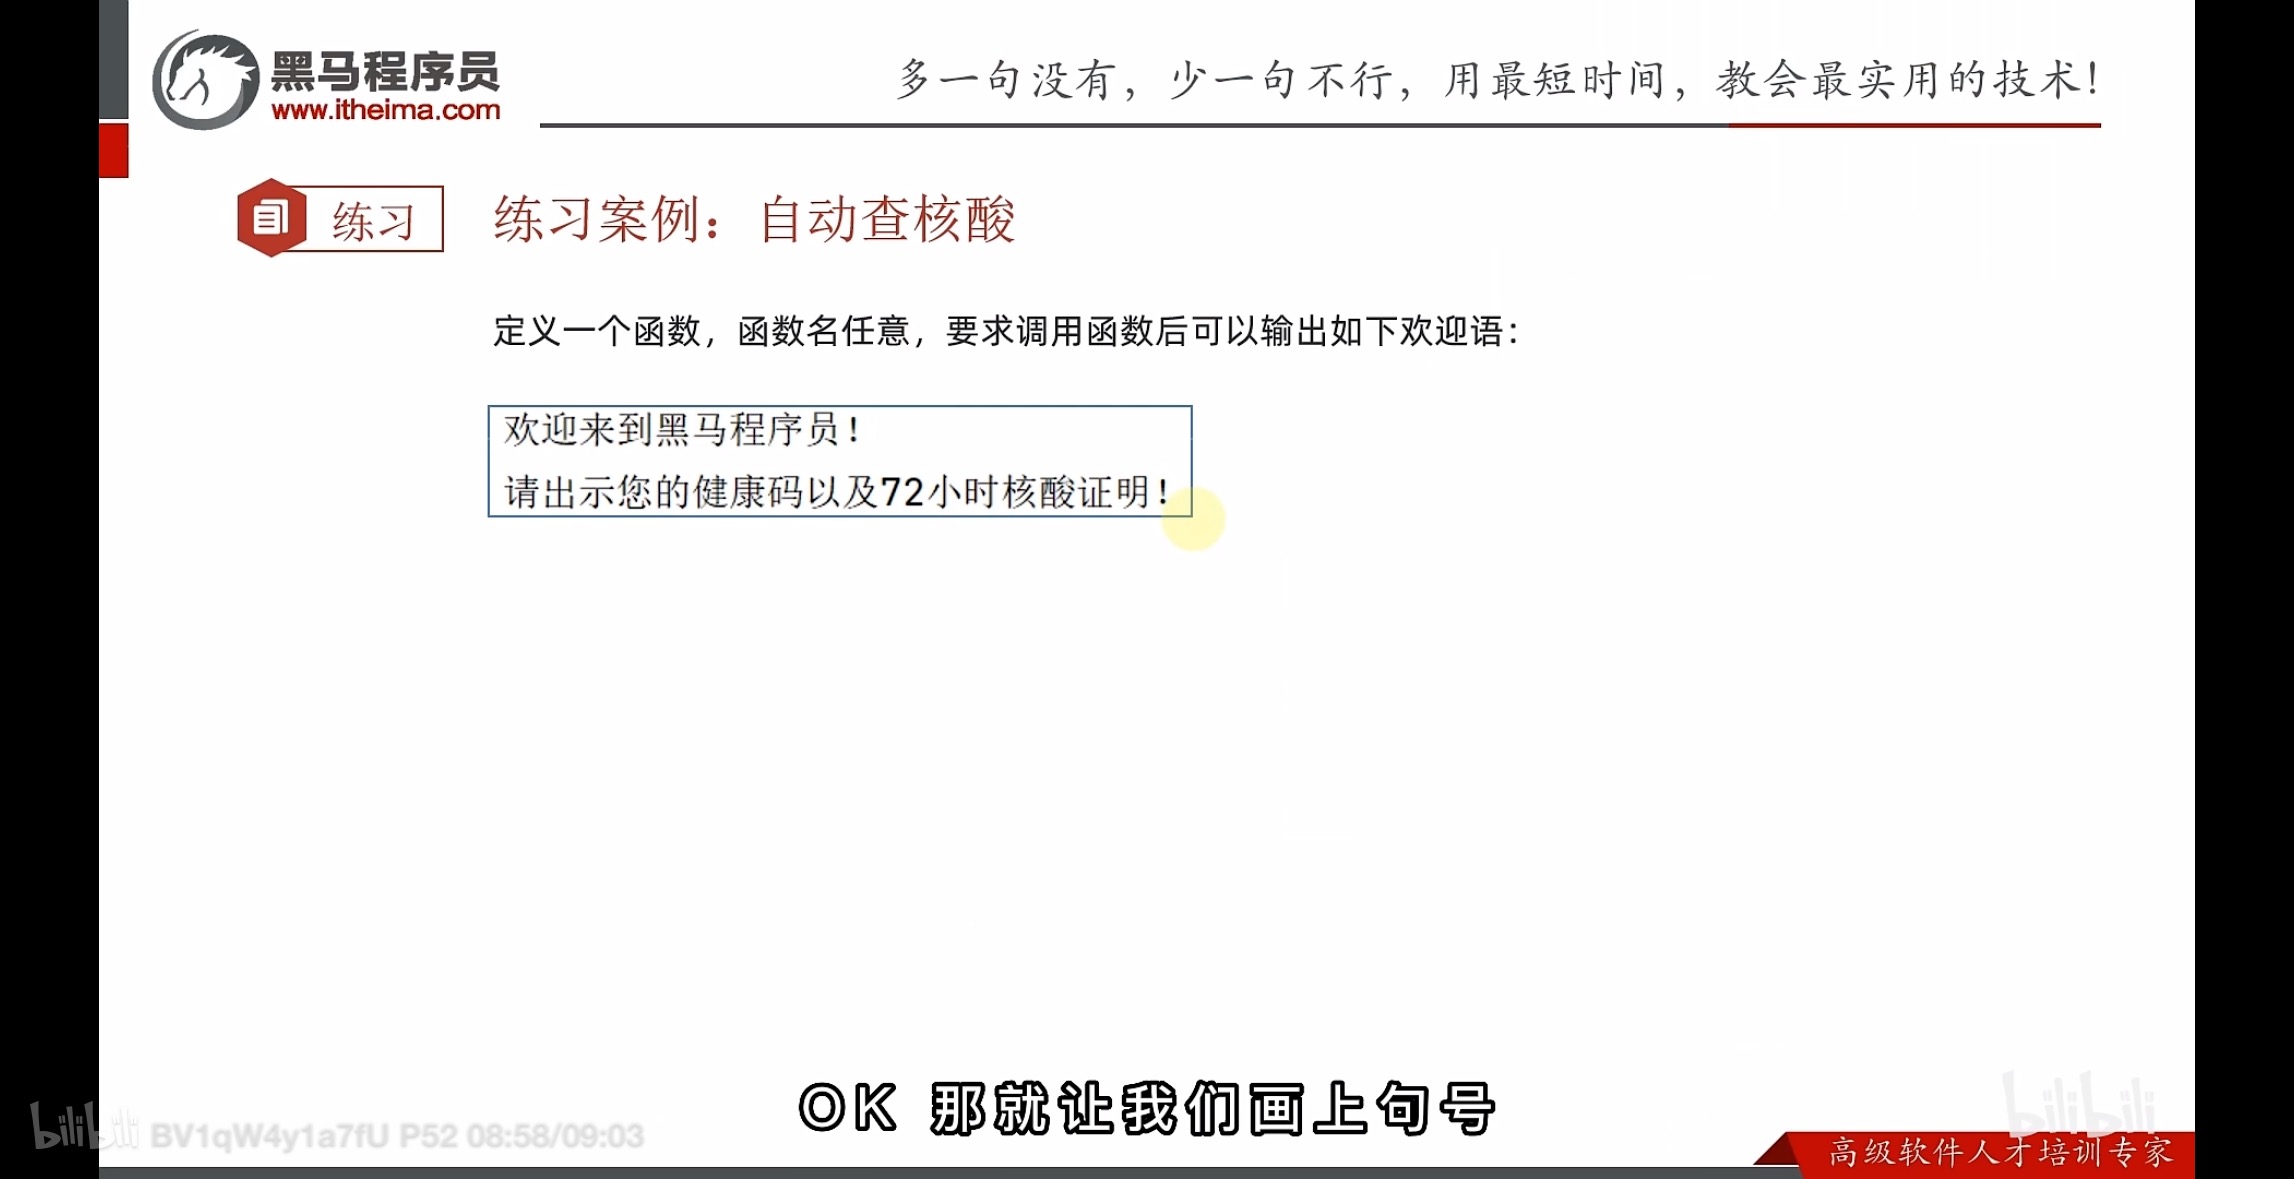 黑马程序员
www.itheima.com
多一句没有，少一句不行，用最短时间，教会最实用的技术！
练习
练习案例：自动查核酸
定义一个函数，函数名任意，要求调用函数后可以输出如下欢迎语：
欢迎来到黑马程序员！
请出示您的健康码以及72小时核酸证明！
OK 那就让我们画上句号
bilibili BV1qW4y1a7fU P52 08:58/09:03
bilibili
高级软件人才培训专家